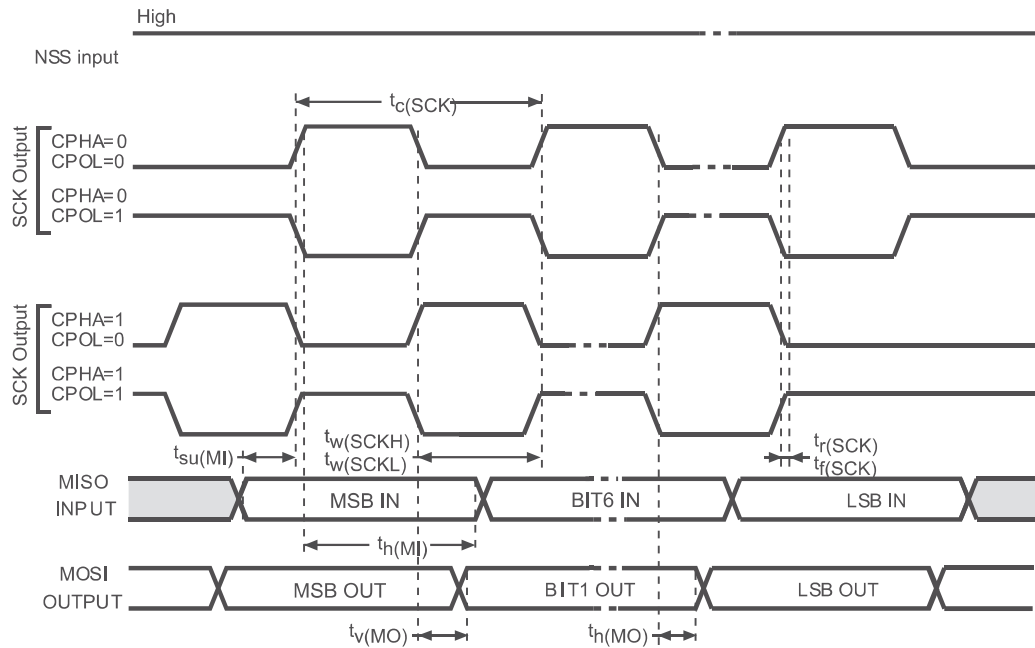 High
NSS input
tc(SCK)
SCK Output
CPHA=0
CPOL=0
CPHA=0
CPOL=1
SCK Output
CPHA=1
CPOL=0
CPHA=1
CPOL=1
tsu(MI)
tw(SCKH)
tw(SCKL)
tr(SCK)
tf(SCK)
MISO
INPUT
MSB IN
BIT6 IN
LSB IN
th(MI)
MOSI
OUTPUT
MSB OUT
BIT1 OUT
LSB OUT
tv(MO)
th(MO)